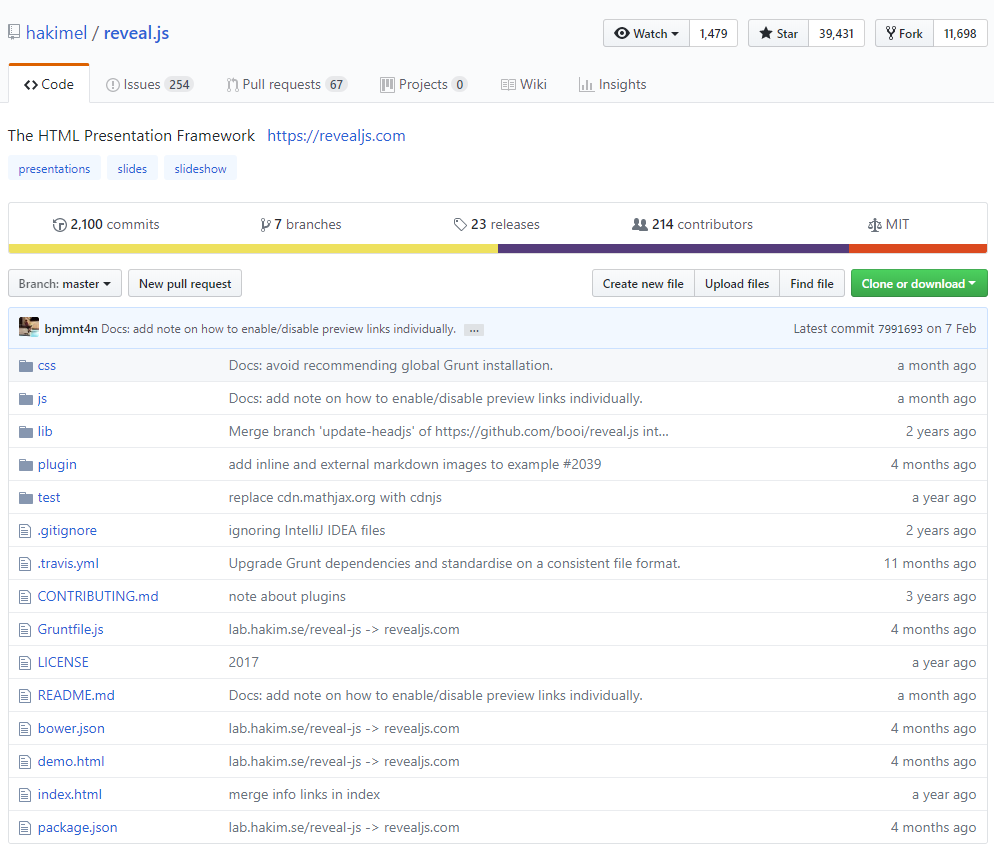 hakimel / reveal.js Watch 1,479 Star 39,431 Fork 11,698
Code Issues 254 Pull requests 67 Projects 0 Wiki Insights
The HTML Presentation Framework https://revealjs.com
presentations slides slideshow
2,100 commits 7 branches 23 releases 214 contributors MIT
Branch: master New pull request Create new file Upload files Find file Clone or download
bnjmnt4n Docs: add note on how to enable/disable preview links individually. ... Latest commit 7991693 on 7 Feb
css Docs: avoid recommending global Grunt installation. a month ago
js Docs: add note on how to enable/disable preview links individually. a month ago
lib Merge branch 'update-headjs' of https://github.com/booi/reveal.js int... 2 years ago
plugin add inline and external markdown images to example #2039 4 months ago
test replace cdn.mathjax.org with cdnjs a year ago
.gitignore ignoring IntelliJ IDEA files 2 years ago
.travis.yml Upgrade Grunt dependencies and standardise on a consistent file format. 11 months ago
CONTRIBUTING.md note about plugins 3 years ago
Gruntfile.js lab.hakim.se/reveal-js -> revealjs.com 4 months ago
LICENSE 2017 a year ago
README.md Docs: add note on how to enable/disable preview links individually. a month ago
bower.json lab.hakim.se/reveal-js -> revealjs.com 4 months ago
demo.html lab.hakim.se/reveal-js -> revealjs.com 4 months ago
index.html merge info links in index a year ago
package.json lab.hakim.se/reveal-js -> revealjs.com 4 months ago